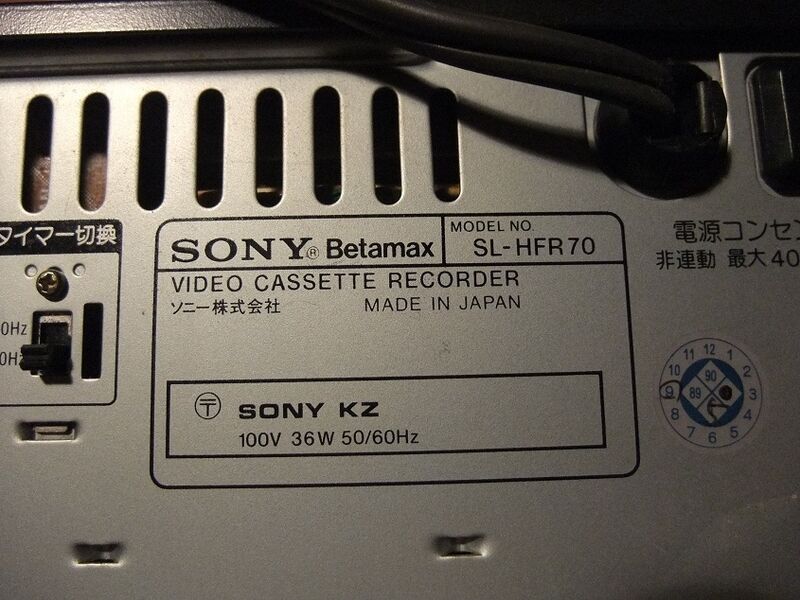 タイマー切換
0Hz
0Hz
SONY® Betamax
MODEL NO.
SL-HFR70
VIDEO CASSETTE RECORDER
ソニー株式会社 MADE IN JAPAN
〒 SONY KZ
100V 36W 50/60Hz
電源コンセン
非連動 最大40
12 1 2 3 4 5 6 7 8 9 10 11
90
89